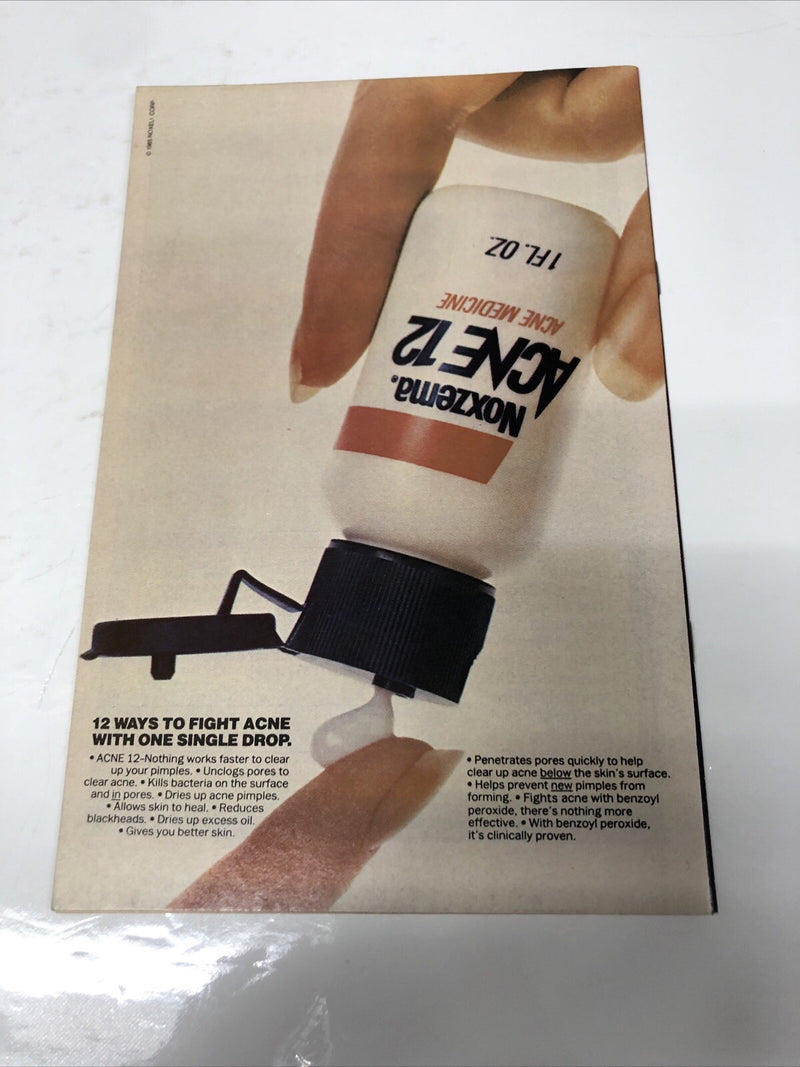 © 1985 NOXELL CORP.
1 FL. OZ.
ACNE MEDICINE
ACNE 12
Noxzema.
12 WAYS TO FIGHT ACNE
WITH ONE SINGLE DROP.
• ACNE 12–Nothing works faster to clear
up your pimples. • Unclogs pores to
clear acne. • Kills bacteria on the surface
and in pores. • Dries up acne pimples.
• Allows skin to heal. • Reduces
blackheads. • Dries up excess oil.
• Gives you better skin.
• Penetrates pores quickly to help
clear up acne below the skin's surface.
• Helps prevent new pimples from
forming. • Fights acne with benzoyl
peroxide, there's nothing more
effective. • With benzoyl peroxide,
it's clinically proven.